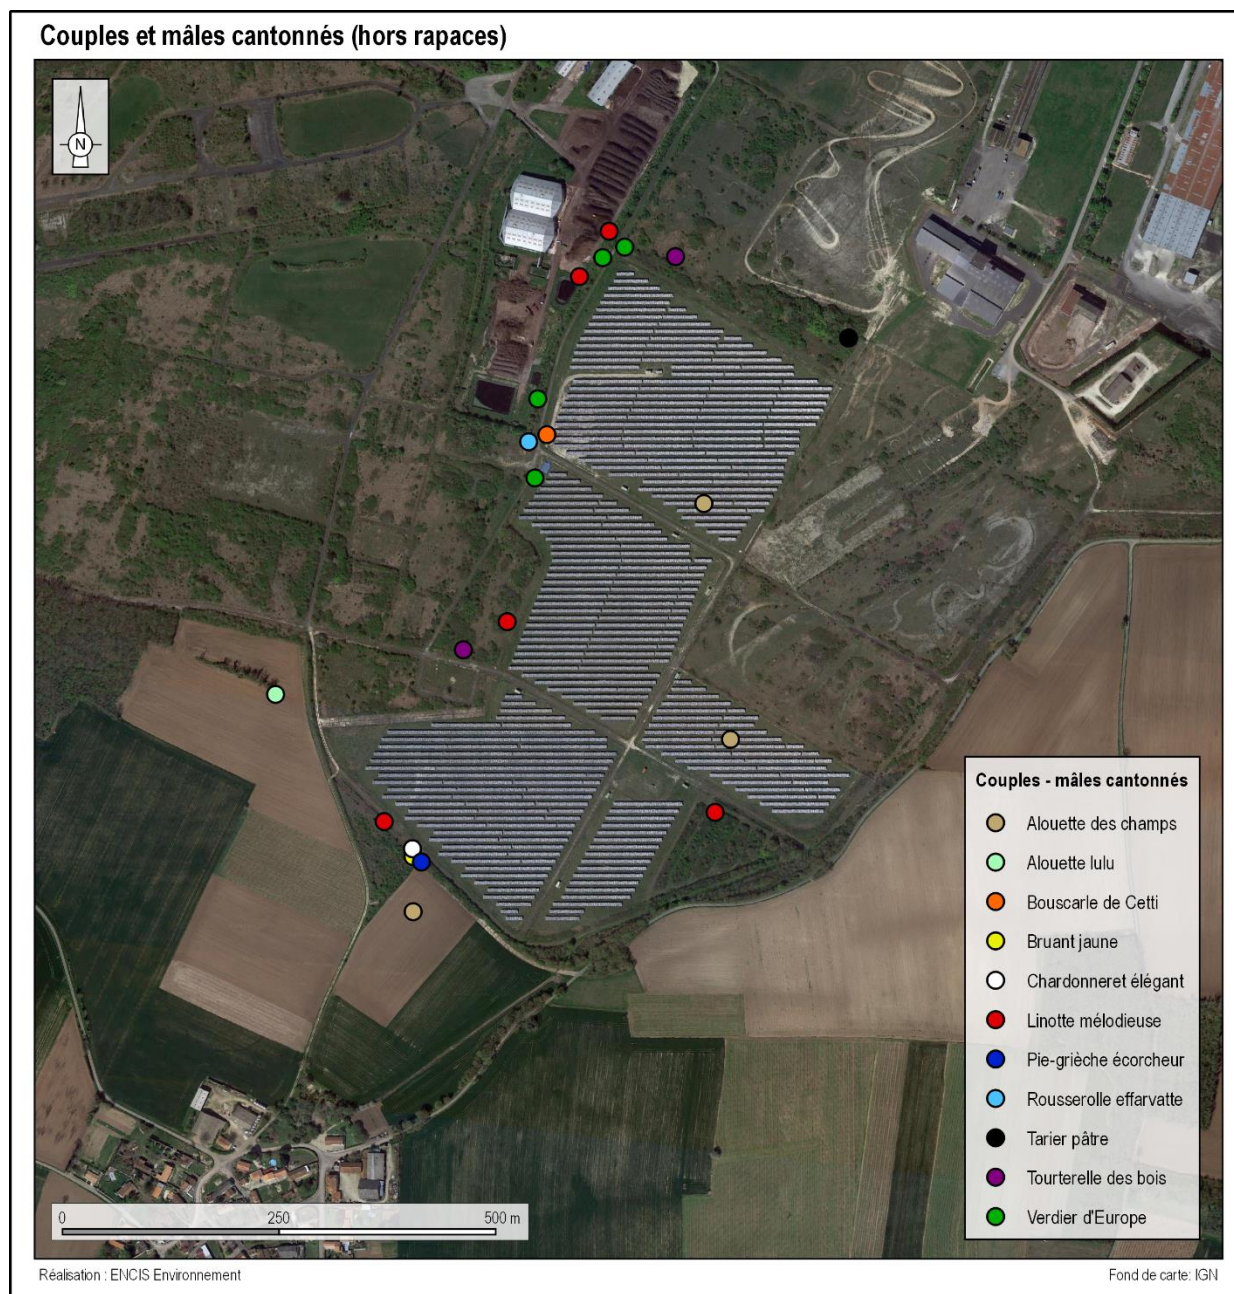 Couples et mâles cantonnés (hors rapaces)
N
Couples - mâles cantonnés
Alouette des champs
Alouette lulu
Bouscarle de Cetti
Bruant jaune
Chardonneret élégant
Linotte mélodieuse
Pie-grièche écorcheur
Rousserolle effarvatte
Tarier pâtre
Tourterelle des bois
Verdier d'Europe
0 250 500 m
Réalisation : ENCIS Environnement
Fond de carte: IGN